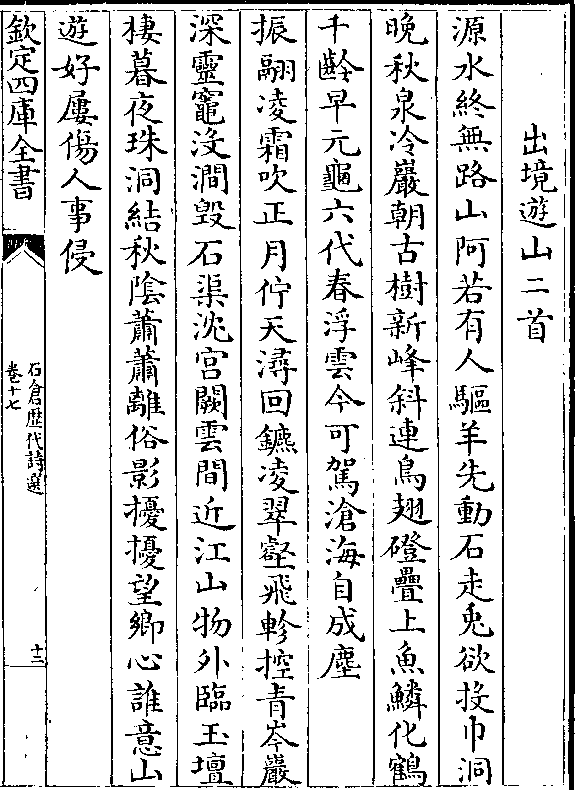 出境遊山二首
源水終無路山阿若有人驅羊先動石走兎欲投巾洞
晚秋泉冷巖朝古樹新峰斜連鳥翅磴疊上魚鱗化鶴
千齡早元龜六代春浮雲今可駕滄海自成塵
振翮凌霜吹正月佇天潯回鑣凌翠壑飛軫控青岑巖
深靈竈沒澗毀石渠沈宫闕雲間近江山物外臨玉壇
棲暮夜珠洞結秋陰蕭蕭離俗影擾擾望鄉心誰意山
遊好屢傷人事侵
欽定四庫全書
石倉歴代詩選
卷十七
十二